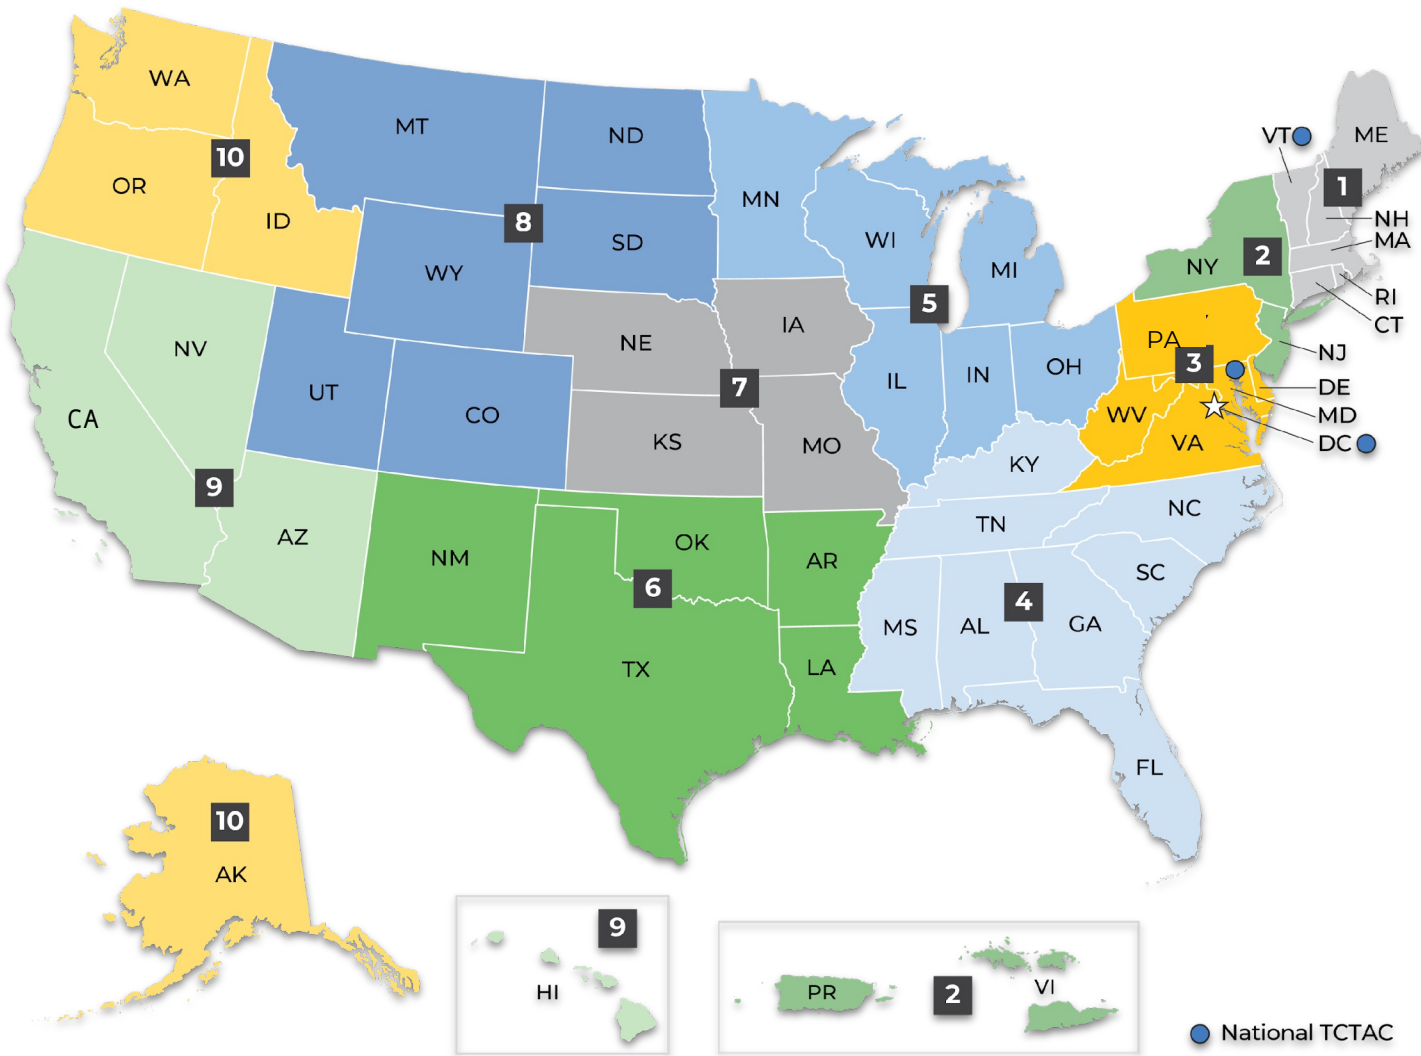 WA
MT
ND
ME
VT
10
OR
MN
1
ID
8
SD
WI
NH
MA
WY
MI
NY
2
5
RI
CT
IA
NE
NV
PA
NJ
3
UT
7
IL
IN
OH
DE
CO
CA
WV
MD
KS
MO
VA
DC
KY
9
NC
TN
AZ
OK
NM
AR
SC
6
4
MS
AL
GA
TX
LA
FL
10
AK
9
HI
PR
2
VI
National TCTAC